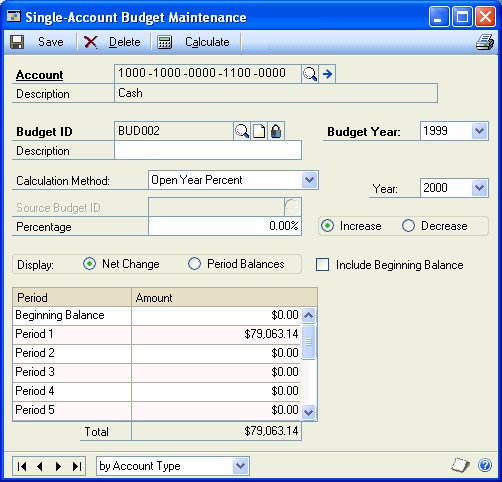 Single-Account Budget Maintenance
Save Delete Calculate
Account 1000 -1000 -0000 -1100 -0000
Description Cash
Budget ID BUD002 Budget Year: 1999
Description
Calculation Method: Open Year Percent Year: 2000
Source Budget ID
Percentage 0.00% Increase Decrease
Display: Net Change Period Balances Include Beginning Balance
Period Amount
Beginning Balance $0.00
Period 1 $79,063.14
Period 2 $0.00
Period 3 $0.00
Period 4 $0.00
Period 5 $0.00
Total $79,063.14
by Account Type